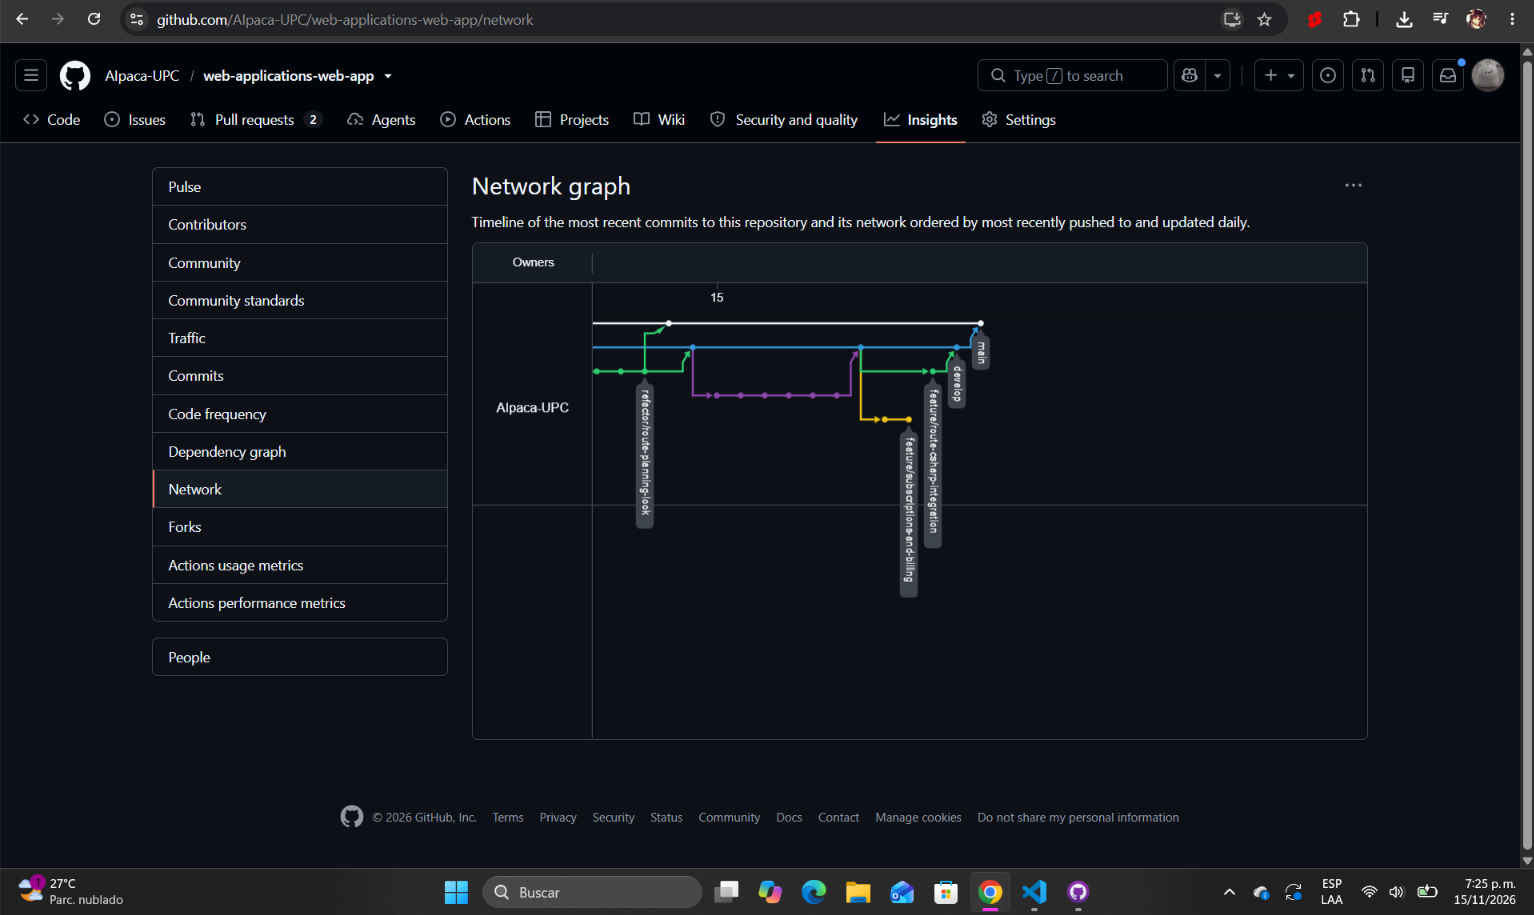 github.com/Alpaca-UPC/web-applications-web-app/network
Alpaca-UPC / web-applications-web-app
Type / to search
Code
Issues
Pull requests 2
Agents
Actions
Projects
Wiki
Security and quality
Insights
Settings
Pulse
Contributors
Community
Community standards
Traffic
Commits
Code frequency
Dependency graph
Network
Forks
Actions usage metrics
Actions performance metrics
People
Network graph
Timeline of the most recent commits to this repository and its network ordered by most recently pushed to and updated daily.
Owners
15
Alpaca-UPC
main
develop
refactor/route-planning-look
feature/route-csharp-integration
feature/subscriptions-and-billing
© 2026 GitHub, Inc.
Terms
Privacy
Security
Status
Community
Docs
Contact
Manage cookies
Do not share my personal information
1
27°C
Parc. nublado
Buscar
ESP
LAA
7:25 p. m.
15/11/2026